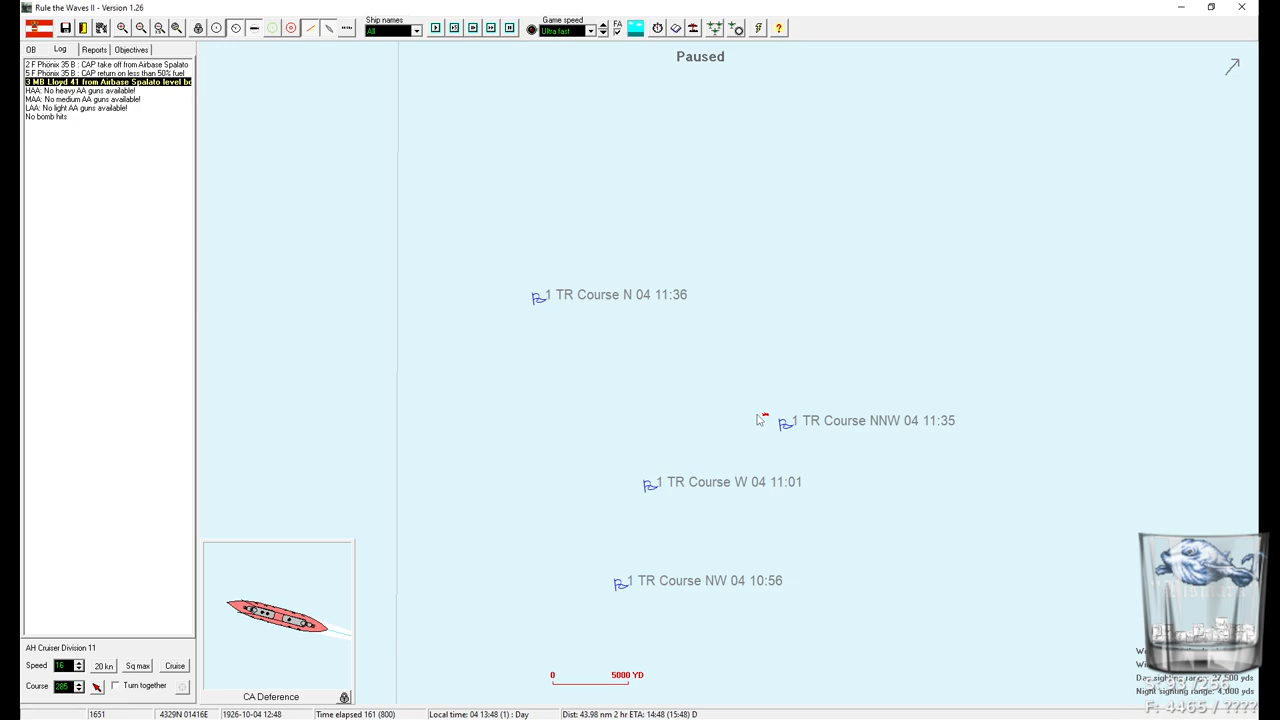 Rule the Waves II - Version 1.26
Ship names
All
Game speed
Ultra fast
FA
OB Log Reports Objectives
Paused
2 F Phönix 35 B : CAP take off from Airbase Spalato
5 F Phönix 35 B : CAP return on less than 50% fuel
3 MB Lloyd 41 from Airbase Spalato level bo
HAA: No heavy AA guns available!
MAA: No medium AA guns available!
LAA: No light AA guns available!
No bomb hits
1 TR Course N 04 11:36
1 TR Course NNW 04 11:35
1 TR Course W 04 11:01
1 TR Course NW 04 10:56
0 5000 YD
AH Cruiser Division 11
Speed 16 20 kn Sq max Cruise
Course 285 Turn together
CA Deference
Day sighting range: 27,500 yds
Night sighting range: 4,000 yds
F: -4465 / ????
1651 4329N 01416E 1926-10-04 12:48 Time elapsed 161 (800) Local time: 04 13:48 (1) : Day Dist: 43.98 nm 2 hr ETA: 14:48 (15:48) D